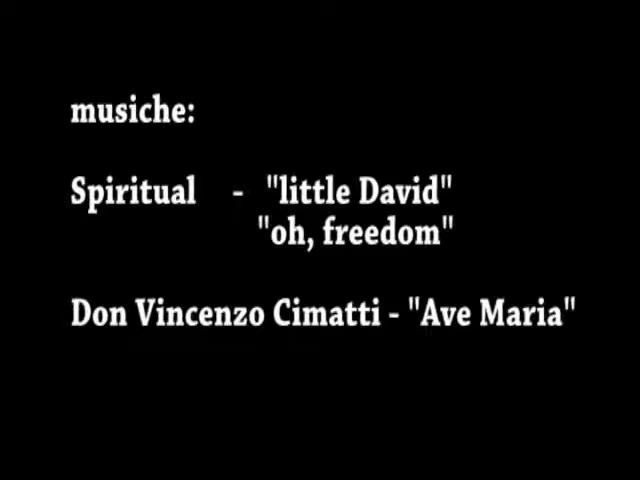 musiche:
Spiritual - "little David"
"oh, freedom"
Don Vincenzo Cimatti - "Ave Maria"